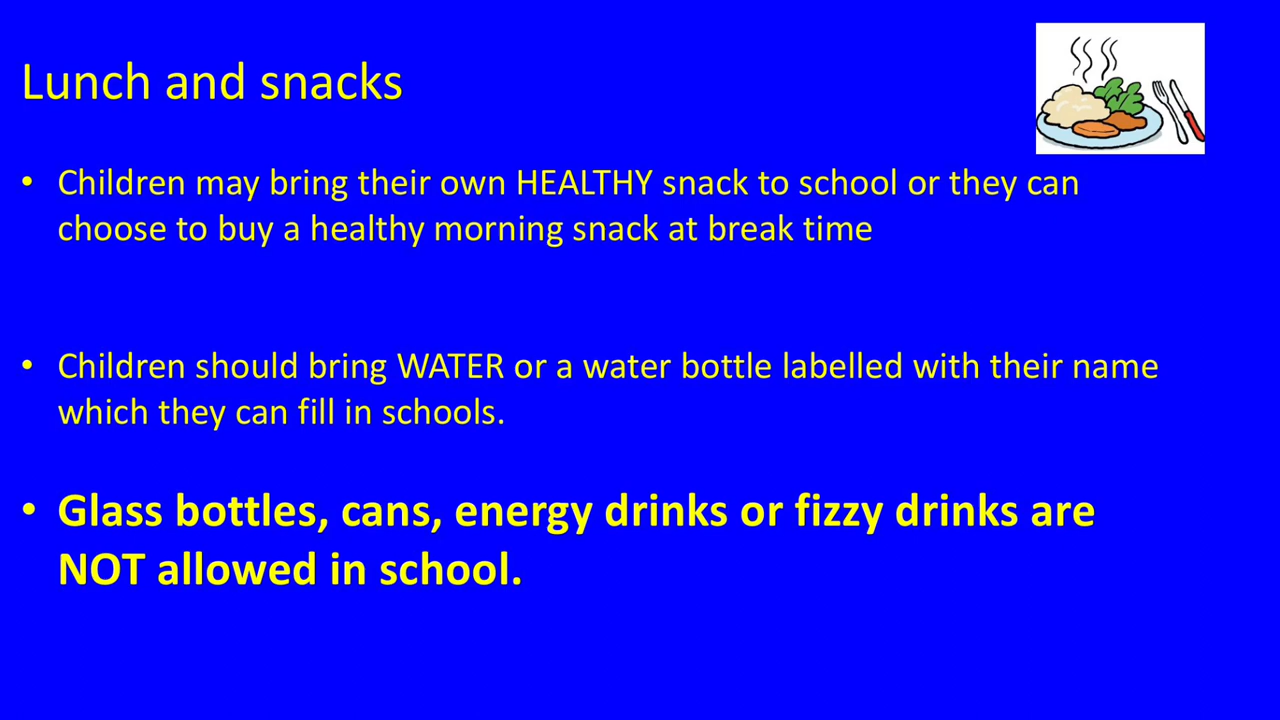 Lunch and snacks
• Children may bring their own HEALTHY snack to school or they can
choose to buy a healthy morning snack at break time
• Children should bring WATER or a water bottle labelled with their name
which they can fill in schools.
• Glass bottles, cans, energy drinks or fizzy drinks are
NOT allowed in school.